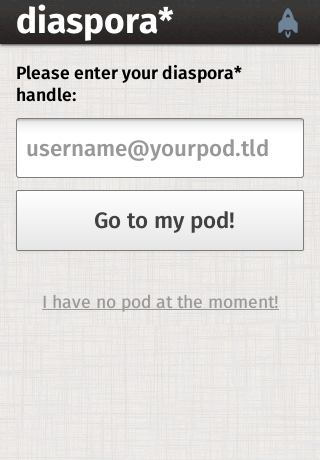 diaspora*
Please enter your diaspora*
handle:
username@yourpod.tld
Go to my pod!
I have no pod at the moment!